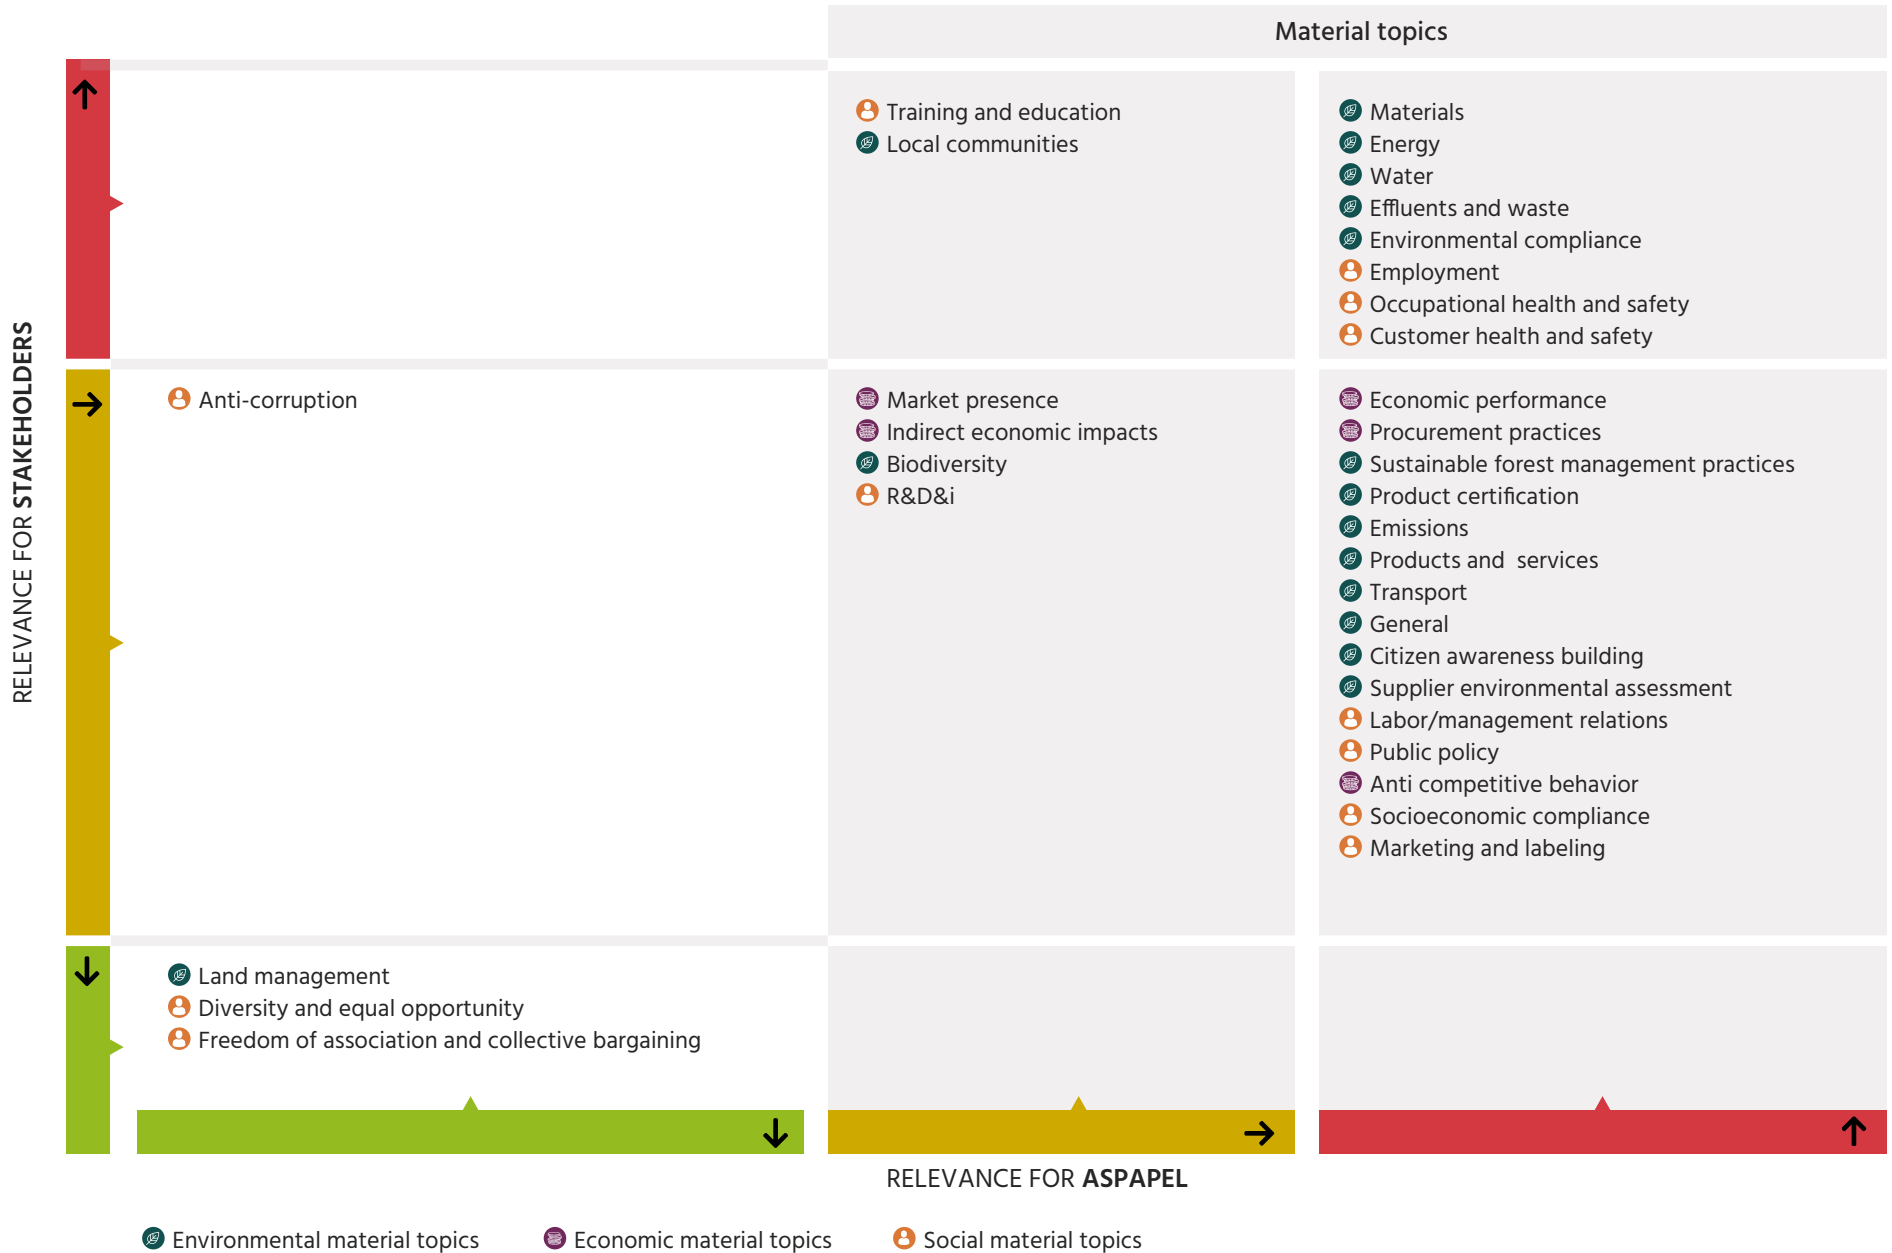 Material topics
Training and education
Local communities
Materials
Energy
Water
Effluents and waste
Environmental compliance
Employment
Occupational health and safety
Customer health and safety
RELEVANCE FOR STAKEHOLDERS
Anti-corruption
Market presence
Indirect economic impacts
Biodiversity
R&D&i
Economic performance
Procurement practices
Sustainable forest management practices
Product certification
Emissions
Products and  services
Transport
General
Citizen awareness building
Supplier environmental assessment
Labor/management relations
Public policy
Anti competitive behavior
Socioeconomic compliance
Marketing and labeling
Land management
Diversity and equal opportunity
Freedom of association and collective bargaining
RELEVANCE FOR ASPAPEL
Environmental material topics
Economic material topics
Social material topics